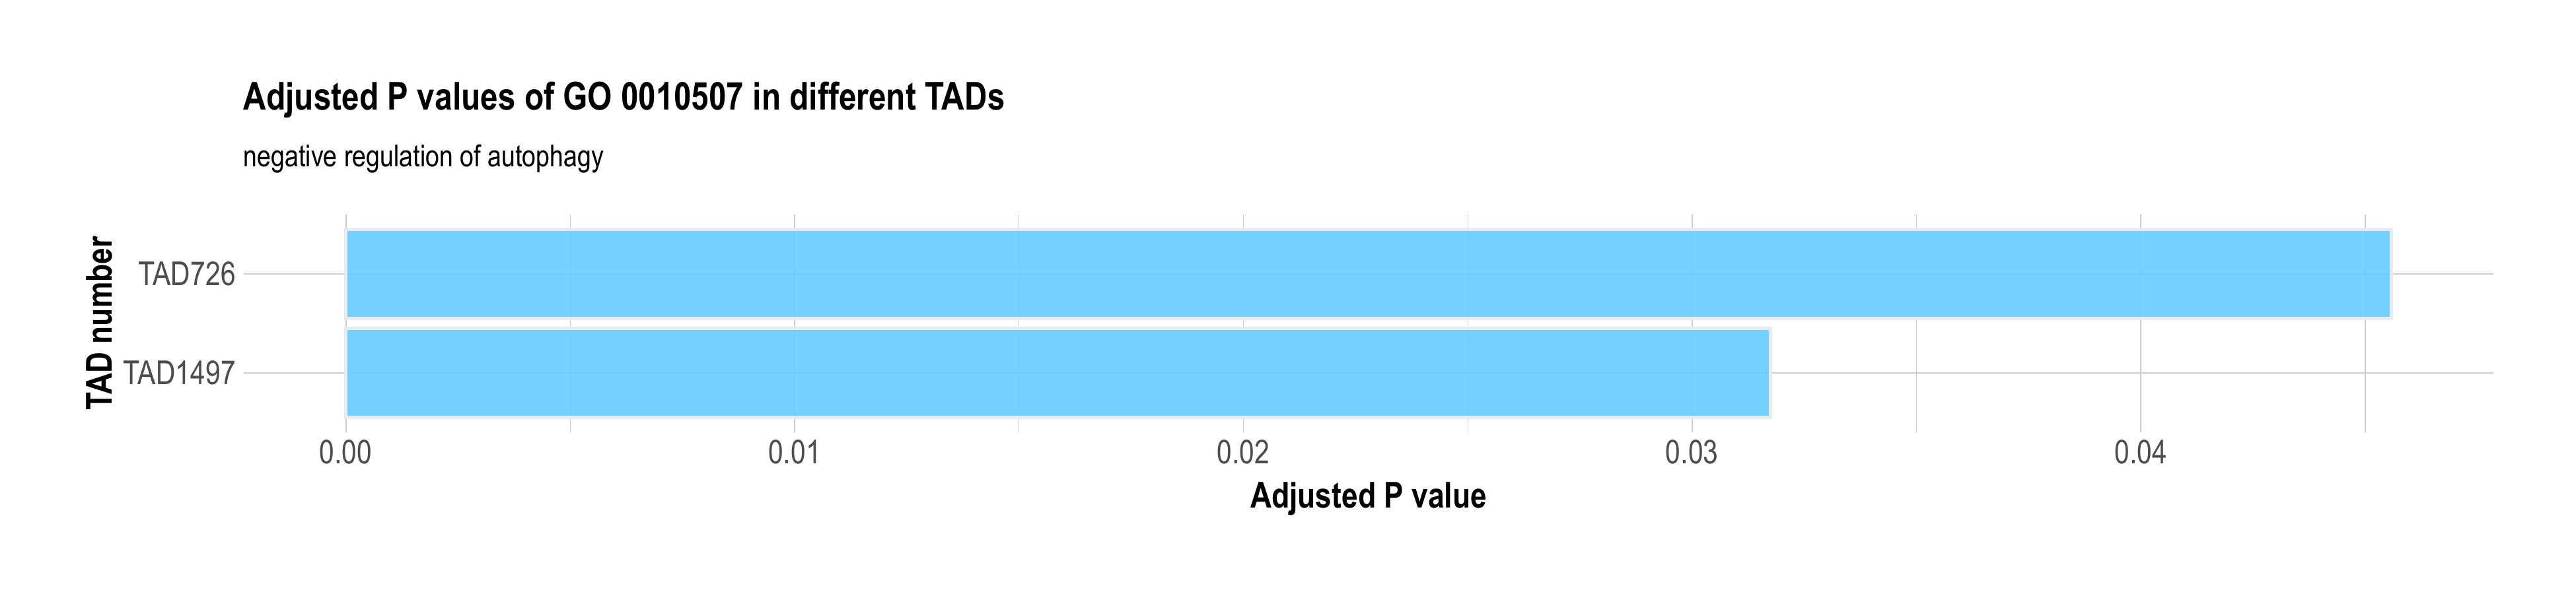 Adjusted P values of GO 0010507 in different TADs
negative regulation of autophagy
TAD number
TAD726
TAD1497
0.00 0.01 0.02 0.03 0.04
Adjusted P value